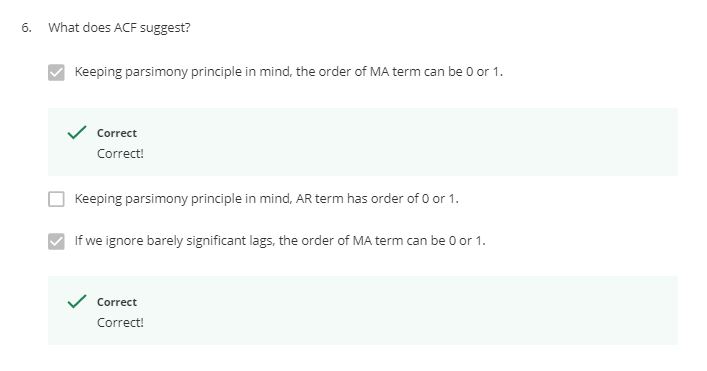 6. What does ACF suggest?
Keeping parsimony principle in mind, the order of MA term can be 0 or 1.
Correct
Correct!
Keeping parsimony principle in mind, AR term has order of 0 or 1.
If we ignore barely significant lags, the order of MA term can be 0 or 1.
Correct
Correct!